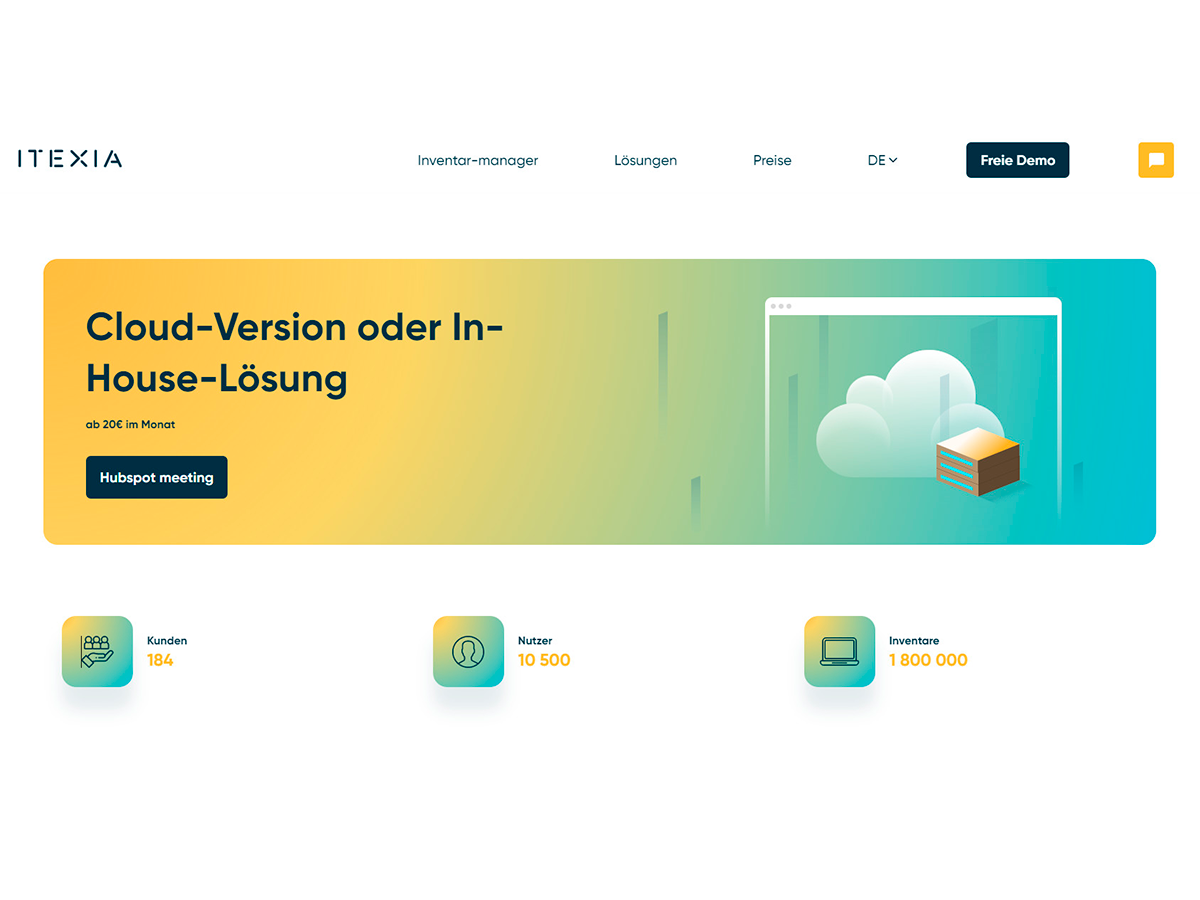 ITEXIA
Inventar-manager
Lösungen
Preise
DE
Freie Demo
Cloud-Version oder In-
House-Lösung
ab 20€ im Monat
Hubspot meeting
Kunden
184
Nutzer
10 500
Inventare
1 800 000